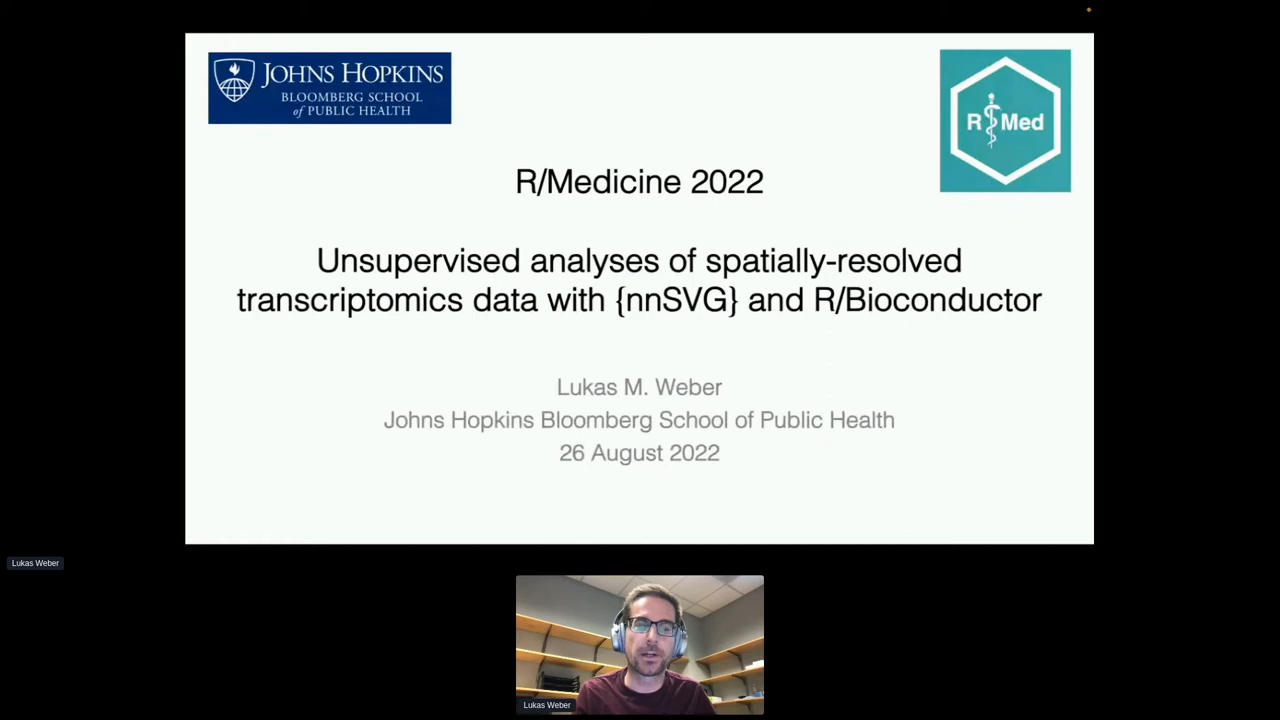 JOHNS HOPKINS
BLOOMBERG SCHOOL
of PUBLIC HEALTH
R Med
R/Medicine 2022
Unsupervised analyses of spatially-resolved
transcriptomics data with {nnSVG} and R/Bioconductor
Lukas M. Weber
Johns Hopkins Bloomberg School of Public Health
26 August 2022
Lukas Weber
Lukas Weber